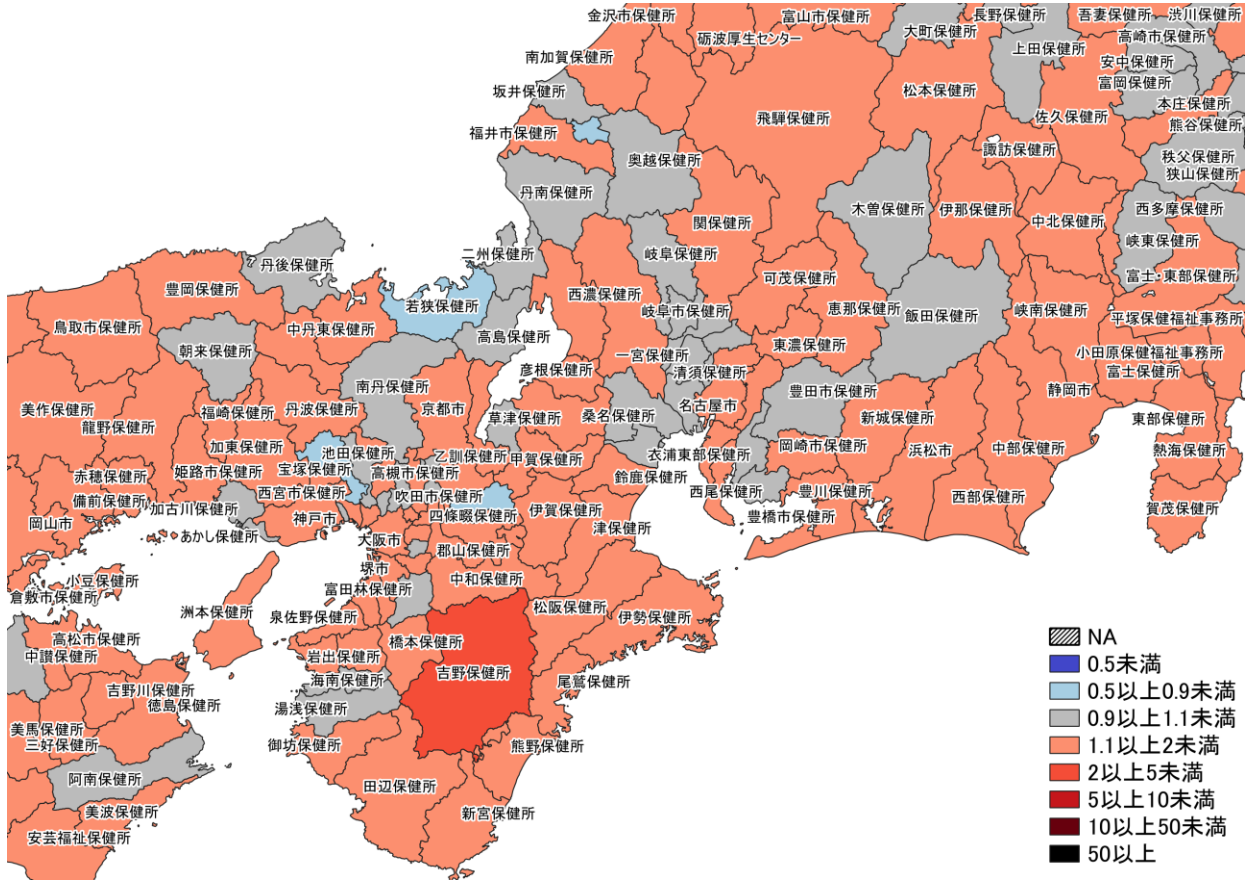 金沢市保健所
富山市保健所
長野保健所
吾妻保健所
渋川保健所
砺波厚生センター
大町保健所
高崎市保健所
南加賀保健所
上田保健所
安中保健所
坂井保健所
松本保健所
富岡保健所
本庄保健所
福井市保健所
飛騨保健所
佐久保健所
熊谷保健所
奥越保健所
諏訪保健所
秩父保健所
狭山保健所
丹南保健所
木曽保健所
伊那保健所
中北保健所
西多摩保健所
関保健所
峡東保健所
二州保健所
岐阜保健所
丹後保健所
可茂保健所
富士・東部保健所
豊岡保健所
若狭保健所
西濃保健所
恵那保健所
飯田保健所
峡南保健所
鳥取市保健所
中丹東保健所
高島保健所
岐阜市保健所
平塚保健福祉事務所
朝来保健所
東濃保健所
一宮保健所
小田原保健福祉事務所
彦根保健所
清須保健所
富士保健所
南丹保健所
豊田市保健所
静岡市
美作保健所
福崎保健所
丹波保健所
京都市
草津保健所
桑名保健所
名古屋市
新城保健所
東部保健所
龍野保健所
加東保健所
池田保健所
乙訓保健所
甲賀保健所
衣浦東部保健所
岡崎市保健所
浜松市
中部保健所
熱海保健所
赤穂保健所
姫路市保健所
宝塚保健所
高槻市保健所
鈴鹿保健所
備前保健所
西宮市保健所
吹田市保健所
西尾保健所
豊川保健所
西部保健所
賀茂保健所
岡山市
加古川保健所
神戸市
四條畷保健所
伊賀保健所
豊橋市保健所
あかし保健所
大阪市
津保健所
郡山保健所
小豆保健所
堺市
中和保健所
倉敷市保健所
富田林保健所
洲本保健所
泉佐野保健所
松阪保健所
伊勢保健所
高松市保健所
橋本保健所
中讃保健所
岩出保健所
吉野保健所
海南保健所
尾鷲保健所
吉野川保健所
湯浅保健所
徳島保健所
美馬保健所
三好保健所
御坊保健所
熊野保健所
阿南保健所
田辺保健所
美波保健所
新宮保健所
安芸福祉保健所
NA
0.5未満
0.5以上0.9未満
0.9以上1.1未満
1.1以上2未満
2以上5未満
5以上10未満
10以上50未満
50以上